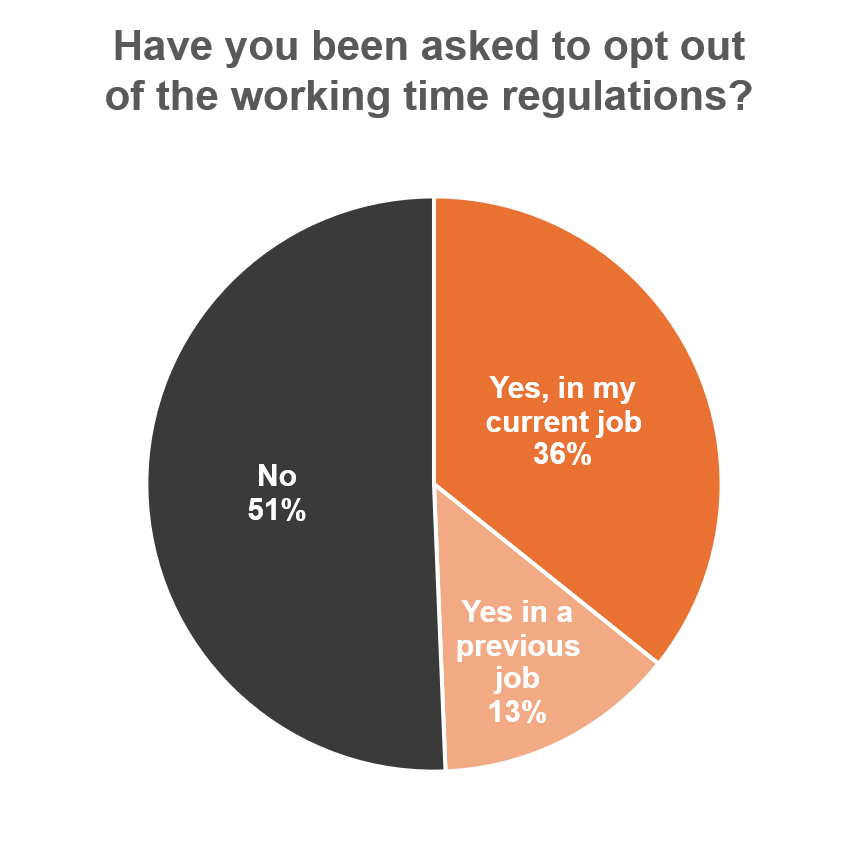 Have you been asked to opt out
of the working time regulations?
Yes, in my
current job
36%
No
51%
Yes in a
previous
job
13%